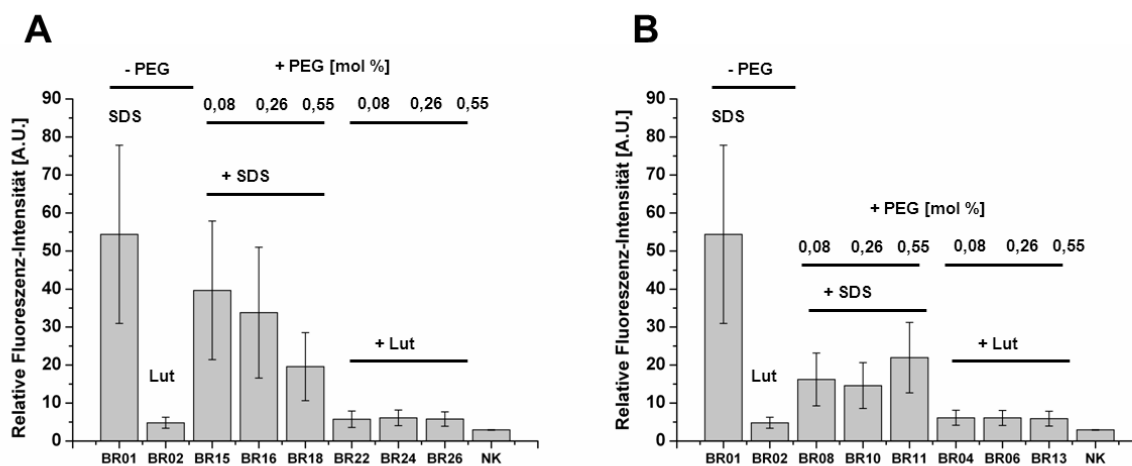 A
- PEG
+ PEG [mol %]
SDS
0,08 0,26 0,55 0,08 0,26 0,55
+ SDS
+ Lut
Lut
Relative Fluoreszenz-Intensität [A.U.]
90
80
70
60
50
40
30
20
10
0
BR01 BR02 BR15 BR16 BR18 BR22 BR24 BR26 NK
B
- PEG
SDS
+ PEG [mol %]
0,08 0,26 0,55 0,08 0,26 0,55
+ SDS
+ Lut
Lut
Relative Fluoreszenz-Intensität [A.U.]
90
80
70
60
50
40
30
20
10
0
BR01 BR02 BR08 BR10 BR11 BR04 BR06 BR13 NK